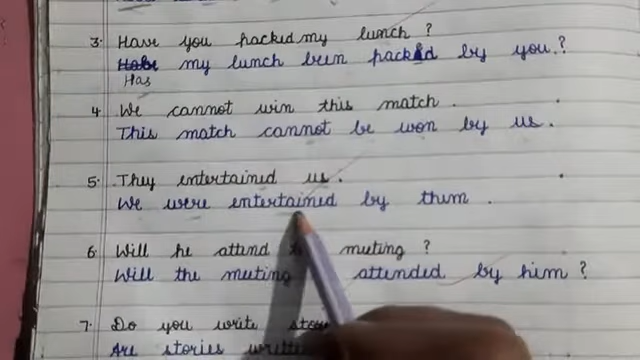 3. Have you packed my lunch ?
my lunch been packed by you ?
Has
4. We cannot win this match .
This match cannot be won by us .
5. They entertained us .
We were entertained by them .
6. Will he attend meeting ?
Will the meeting attended by him ?
7. Do you write
Are stories